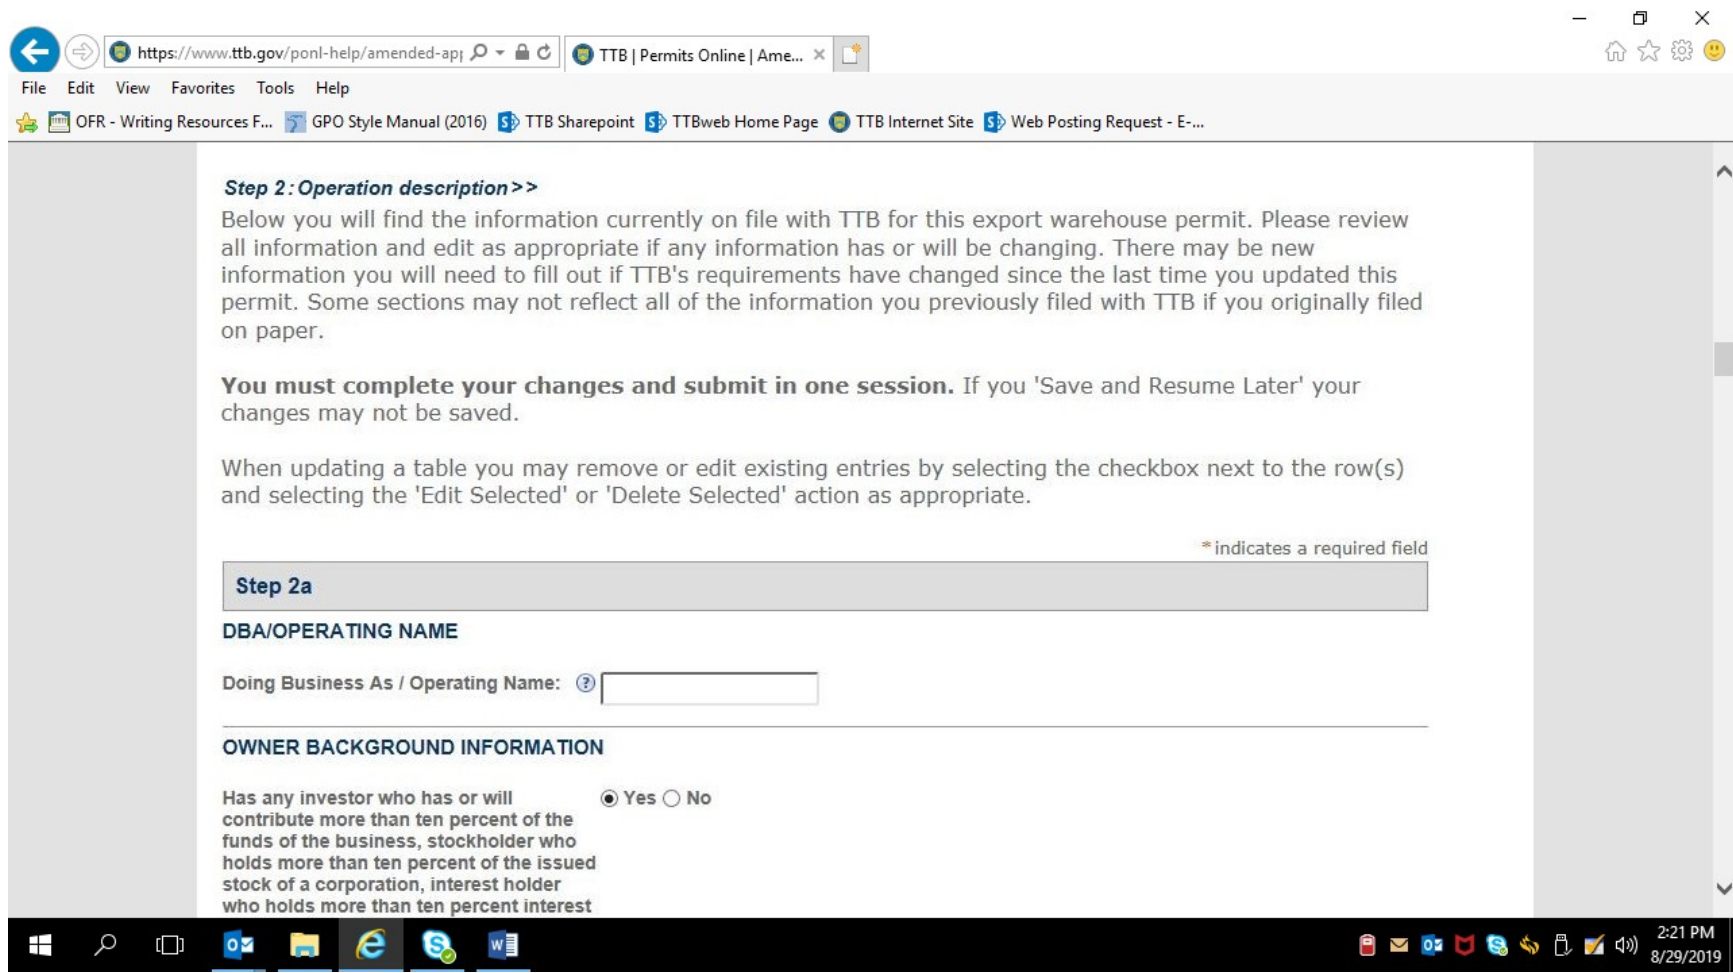 https://www.ttb.gov/ponl-help/amended-ap
TTB | Permits Online | Ame...
File Edit View Favorites Tools Help
OFR - Writing Resources F... GPO Style Manual (2016) TTB Sharepoint TTBweb Home Page TTB Internet Site Web Posting Request - E-...
Step 2: Operation description>>
Below you will find the information currently on file with TTB for this export warehouse permit. Please review
all information and edit as appropriate if any information has or will be changing. There may be new
information you will need to fill out if TTB's requirements have changed since the last time you updated this
permit. Some sections may not reflect all of the information you previously filed with TTB if you originally filed
on paper.
You must complete your changes and submit in one session. If you 'Save and Resume Later' your
changes may not be saved.
When updating a table you may remove or edit existing entries by selecting the checkbox next to the row(s)
and selecting the 'Edit Selected' or 'Delete Selected' action as appropriate.
* indicates a required field
Step 2a
DBA/OPERATING NAME
Doing Business As / Operating Name: ?
OWNER BACKGROUND INFORMATION
Has any investor who has or will Yes No
contribute more than ten percent of the
funds of the business, stockholder who
holds more than ten percent of the issued
stock of a corporation, interest holder
who holds more than ten percent interest
2:21 PM
8/29/2019